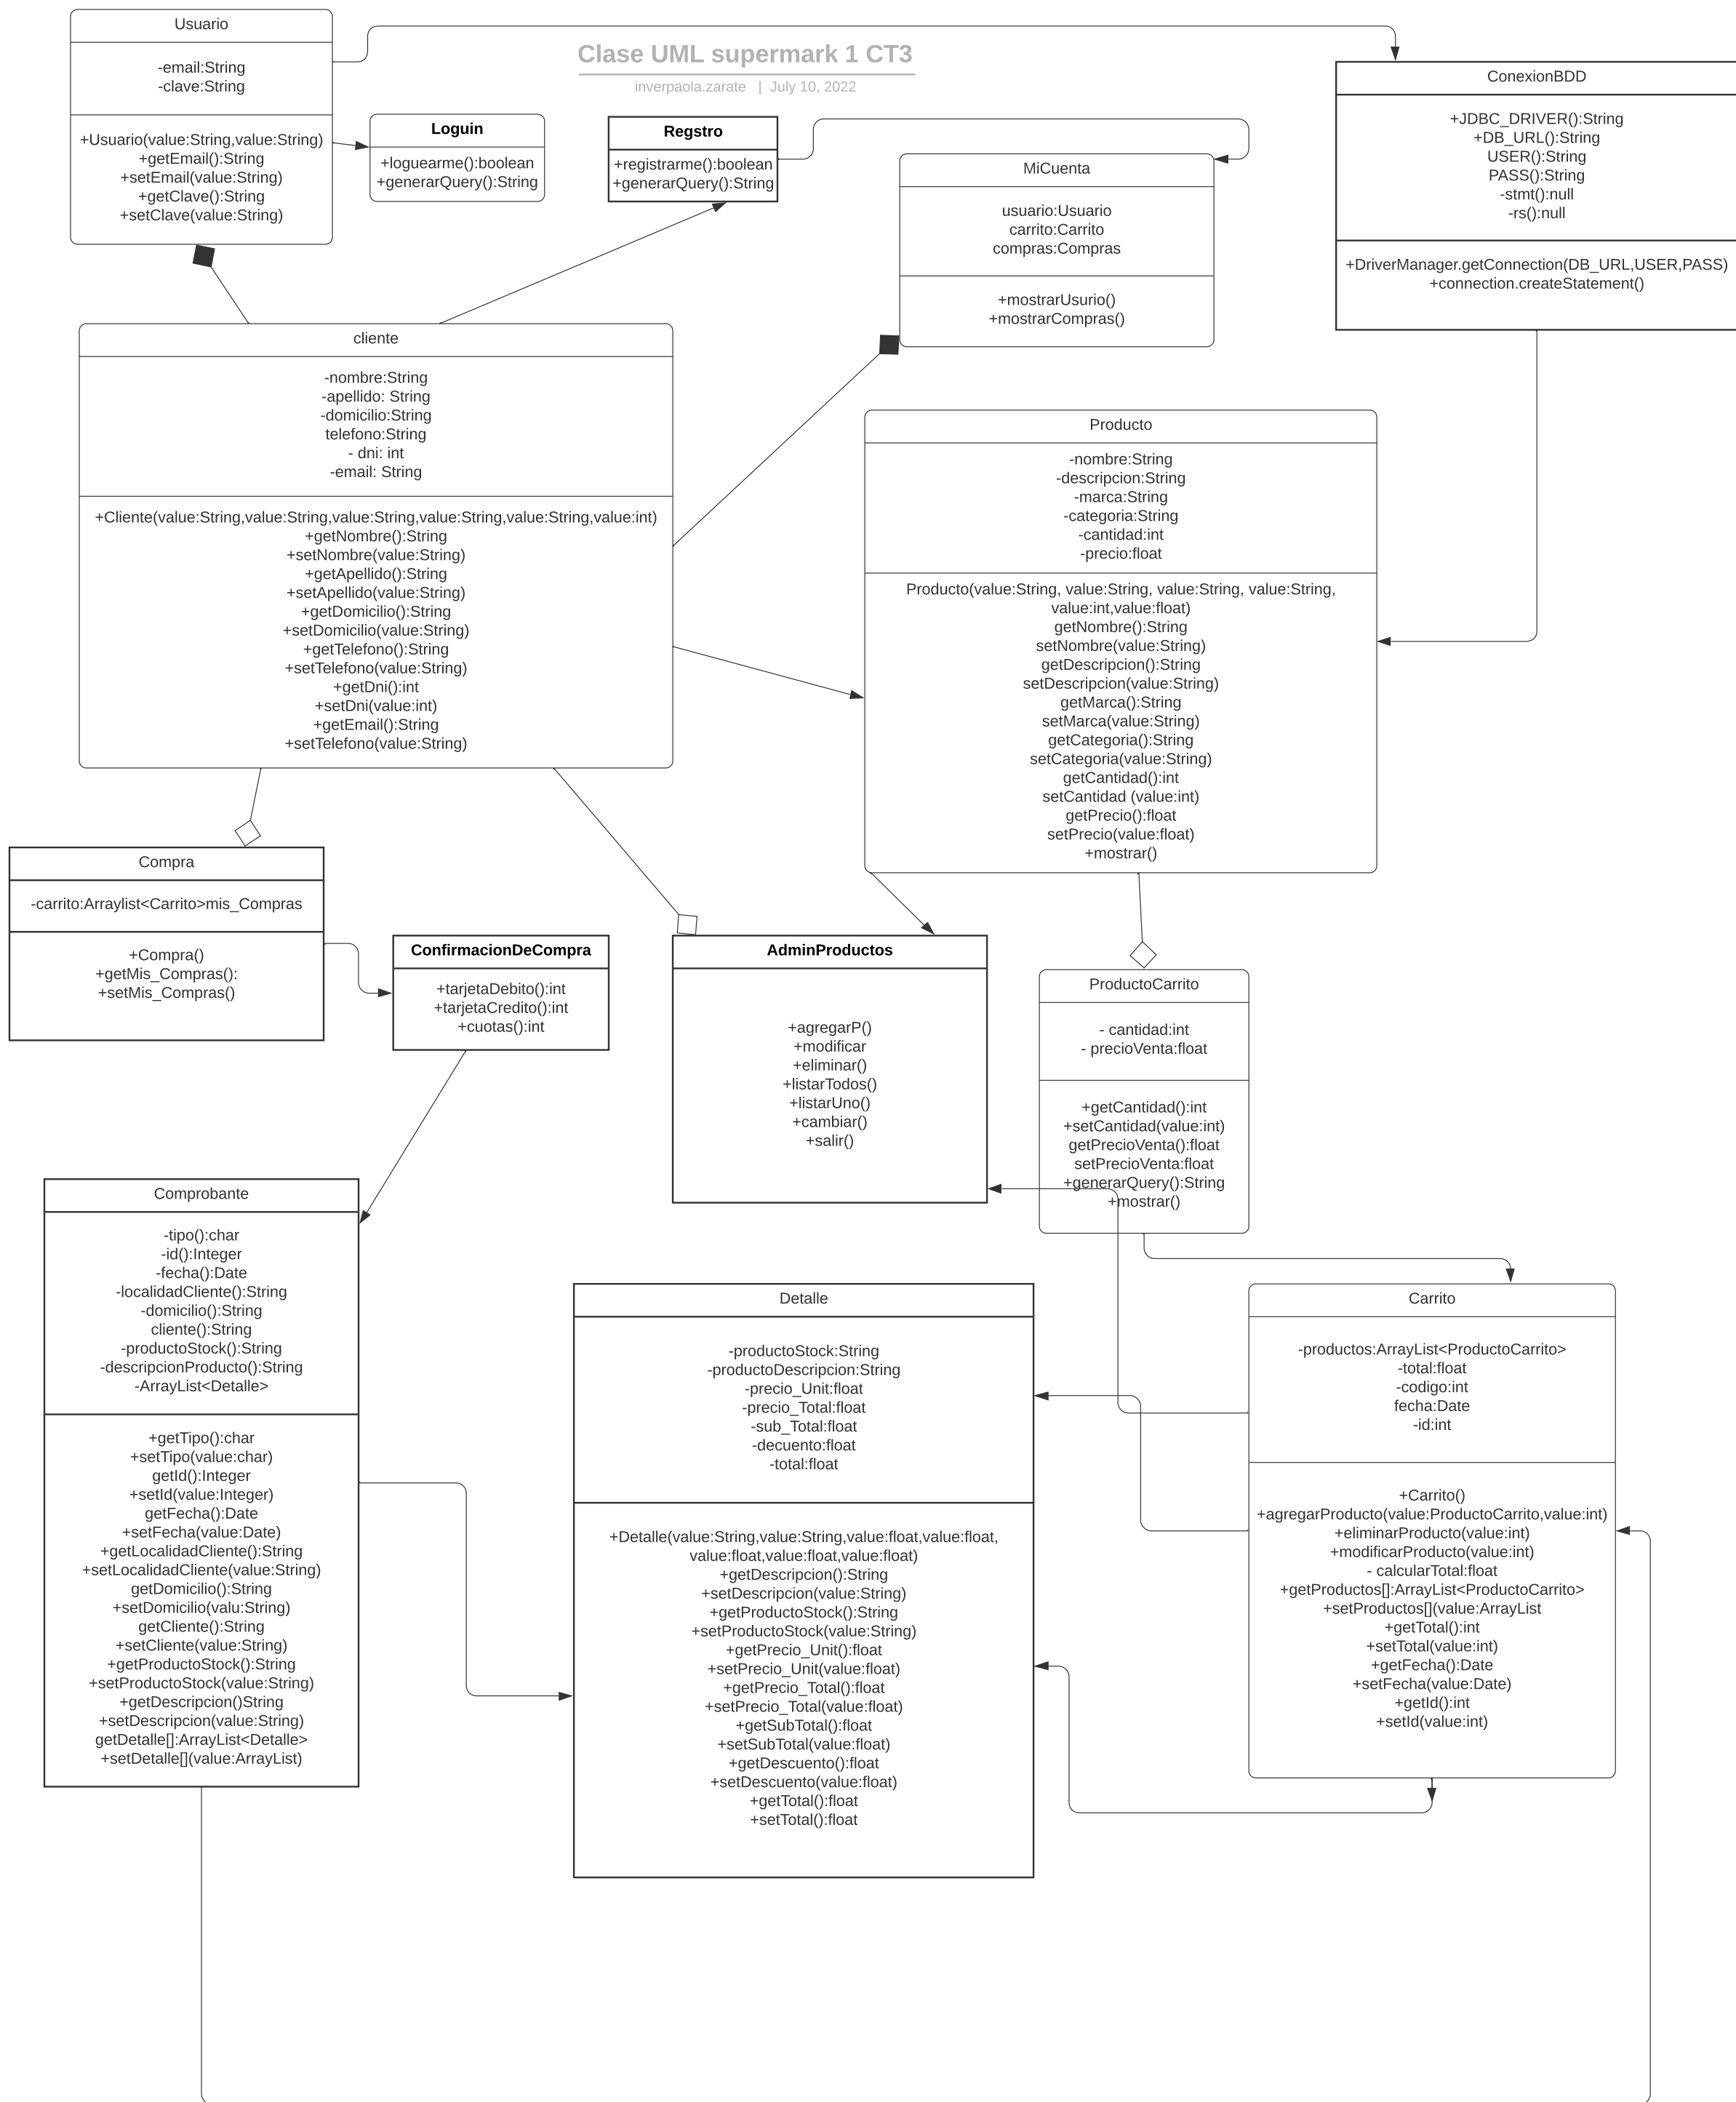 Usuario
-email:String
-clave:String
+Usuario(value:String,value:String)
+getEmail():String
+setEmail(value:String)
+getClave():String
+setClave(value:String)
Clase UML supermark 1 CT3
inverpaola.zarate | July 10, 2022
Loguin
+loguearme():boolean
+generarQuery():String
Regstro
+registrarme():boolean
+generarQuery():String
MiCuenta
usuario:Usuario
carrito:Carrito
compras:Compras
+mostrarUsurio()
+mostrarCompras()
ConexionBDD
+JDBC_DRIVER():String
+DB_URL():String
USER():String
PASS():String
-stmt():null
-rs():null
+DriverManager.getConnection(DB_URL,USER,PASS)
+connection.createStatement()
cliente
-nombre:String
-apellido: String
-domicilio:String
telefono:String
- dni: int
-email: String
+Cliente(value:String,value:String,value:String,value:String,value:String,value:int)
+getNombre():String
+setNombre(value:String)
+getApellido():String
+setApellido(value:String)
+getDomicilio():String
+setDomicilio(value:String)
+getTelefono():String
+setTelefono(value:String)
+getDni():int
+setDni(value:int)
+getEmail():String
+setTelefono(value:String)
Producto
-nombre:String
-descripcion:String
-marca:String
-categoria:String
-cantidad:int
-precio:float
Producto(value:String, value:String, value:String, value:String,
value:int,value:float)
getNombre():String
setNombre(value:String)
getDescripcion():String
setDescripcion(value:String)
getMarca():String
setMarca(value:String)
getCategoria():String
setCategoria(value:String)
getCantidad():int
setCantidad (value:int)
getPrecio():float
setPrecio(value:float)
+mostrar()
Compra
-carrito:Arraylist<Carrito>mis_Compras
+Compra()
+getMis_Compras():
+setMis_Compras()
ConfirmacionDeCompra
+tarjetaDebito():int
+tarjetaCredito():int
+cuotas():int
AdminProductos
+agregarP()
+modificar
+eliminar()
+listarTodos()
+listarUno()
+cambiar()
+salir()
ProductoCarrito
- cantidad:int
- precioVenta:float
+getCantidad():int
+setCantidad(value:int)
getPrecioVenta():float
setPrecioVenta:float
+generarQuery():String
+mostrar()
Comprobante
-tipo():char
-id():Integer
-fecha():Date
-localidadCliente():String
-domicilio():String
cliente():String
-productoStock():String
-descripcionProducto():String
-ArrayList<Detalle>
+getTipo():char
+setTipo(value:char)
getId():Integer
+setId(value:Integer)
getFecha():Date
+setFecha(value:Date)
+getLocalidadCliente():String
+setLocalidadCliente(value:String)
getDomicilio():String
+setDomicilio(valu:String)
getCliente():String
+setCliente(value:String)
+getProductoStock():String
+setProductoStock(value:String)
+getDescripcion()String
+setDescripcion(value:String)
getDetalle[]:ArrayList<Detalle>
+setDetalle[](value:ArrayList)
Detalle
-productoStock:String
-productoDescripcion:String
-precio_Unit:float
-precio_Total:float
-sub_Total:float
-decuento:float
-total:float
+Detalle(value:String,value:String,value:float,value:float,
value:float,value:float,value:float)
+getDescripcion():String
+setDescripcion(value:String)
+getProductoStock():String
+setProductoStock(value:String)
+getPrecio_Unit():float
+setPrecio_Unit(value:float)
+getPrecio_Total():float
+setPrecio_Total(value:float)
+getSubTotal():float
+setSubTotal(value:float)
+getDescuento():float
+setDescuento(value:float)
+getTotal():float
+setTotal():float
Carrito
-productos:ArrayList<ProductoCarrito>
-total:float
-codigo:int
fecha:Date
-id:int
+Carrito()
+agregarProducto(value:ProductoCarrito,value:int)
+eliminarProducto(value:int)
+modificarProducto(value:int)
- calcularTotal:float
+getProductos[]:ArrayList<ProductoCarrito>
+setProductos[](value:ArrayList
+getTotal():int
+setTotal(value:int)
+getFecha():Date
+setFecha(value:Date)
+getId():int
+setId(value:int)